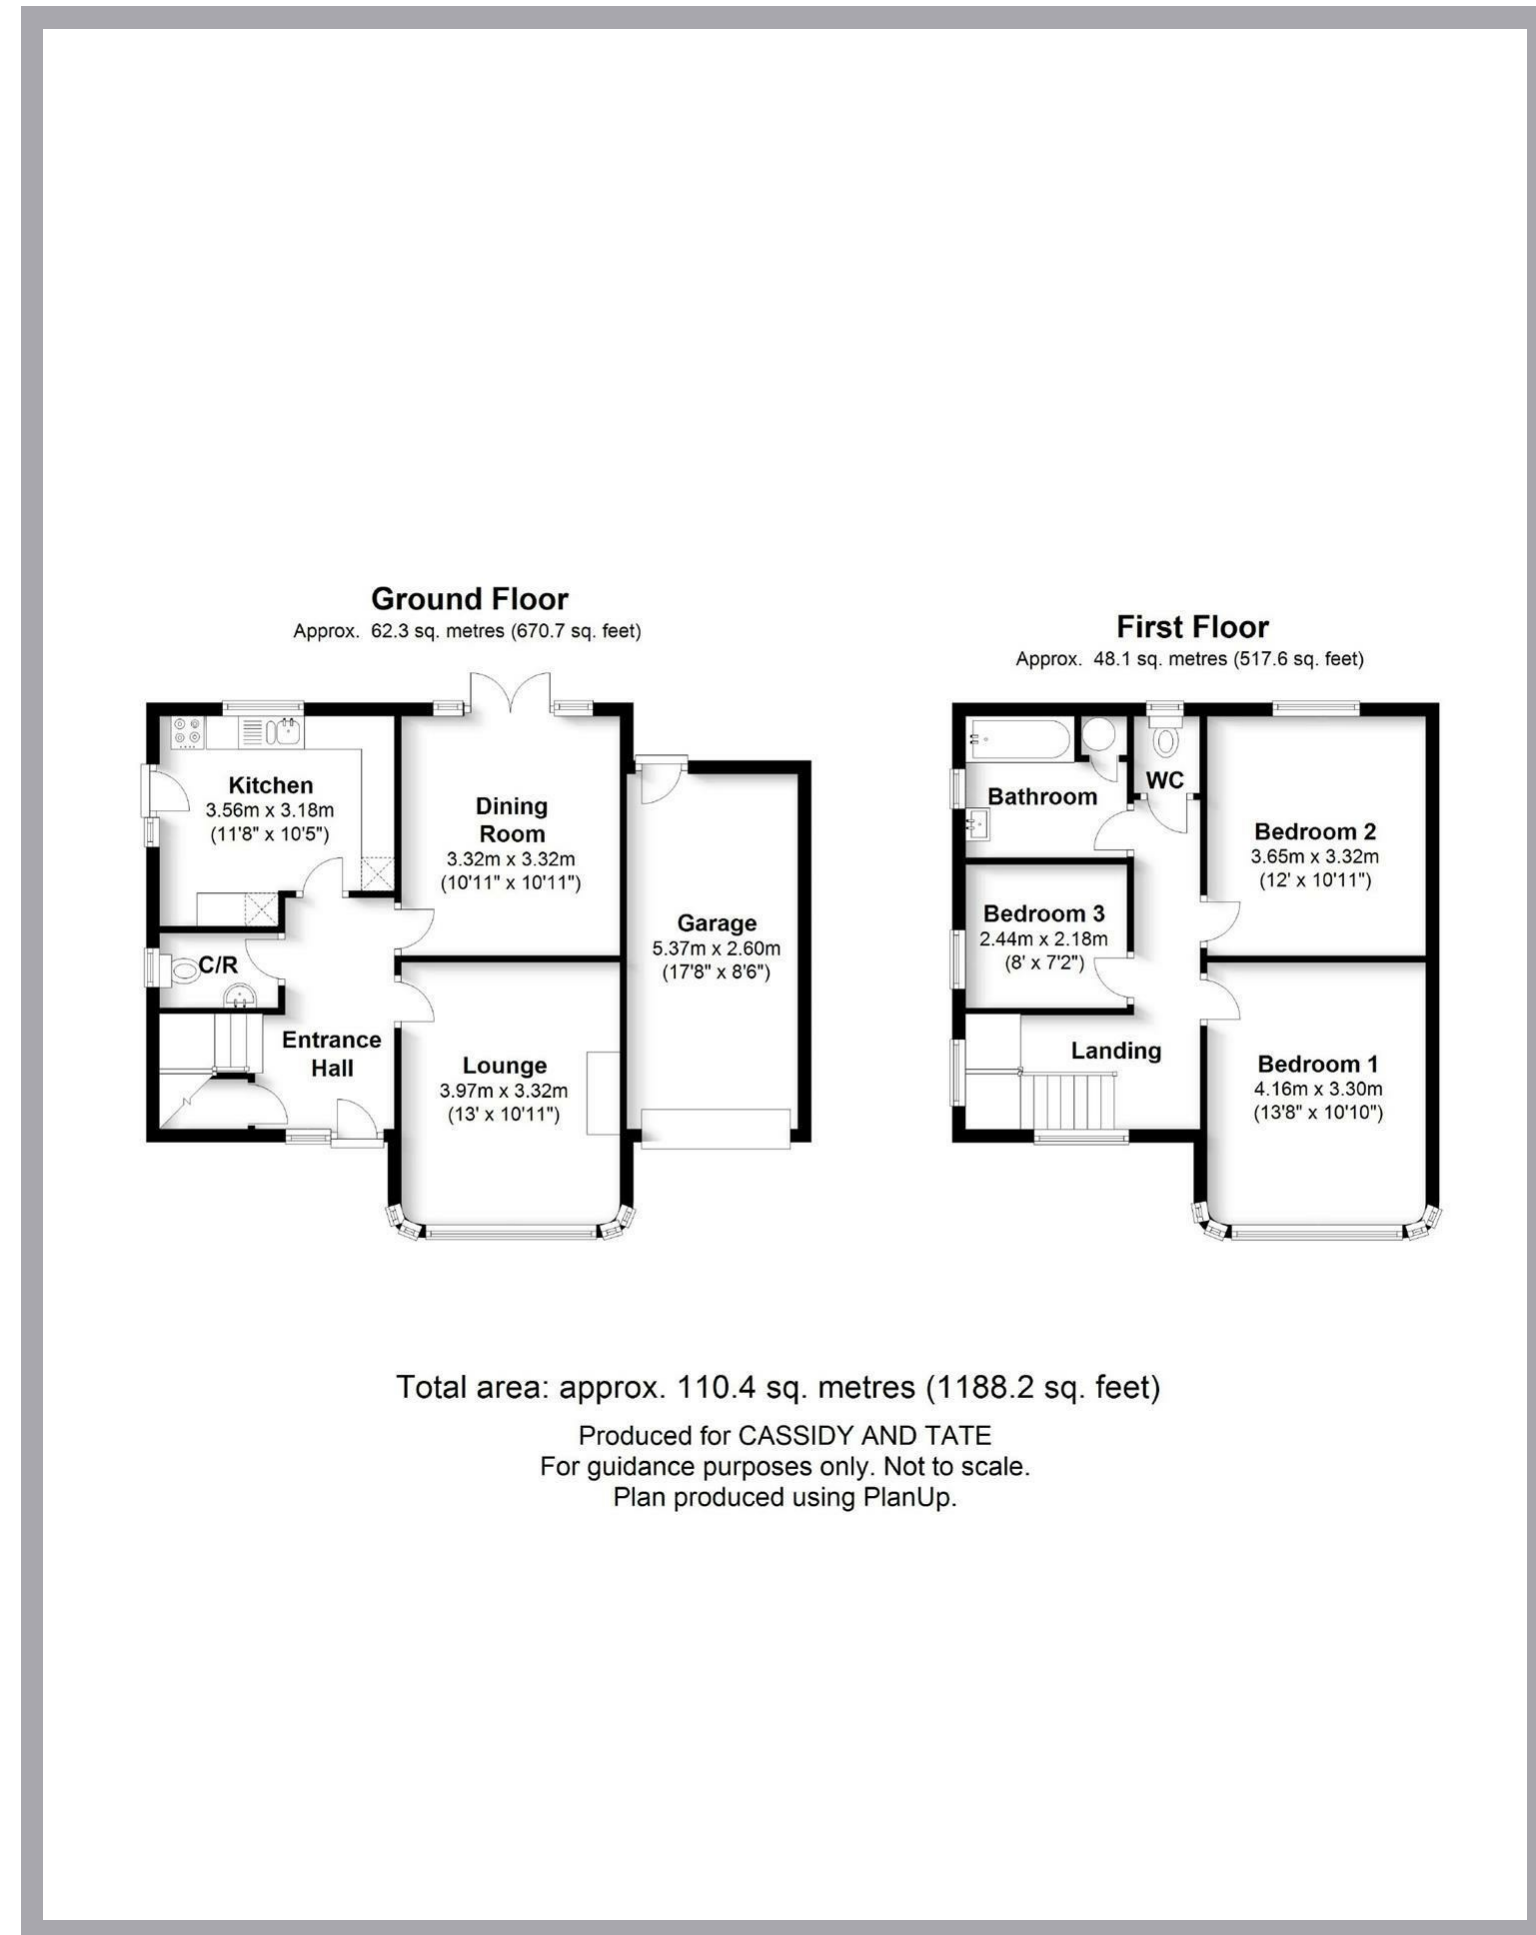 Ground Floor
Approx.  62.3 sq. metres (670.7 sq. feet)
Kitchen
3.56m x 3.18m
(11'8" x 10'5")
Dining
Room
3.32m x 3.32m
(10'11" x 10'11")
Garage
5.37m x 2.60m
(17'8" x 8'6")
C/R
Entrance
Hall
Lounge
3.97m x 3.32m
(13' x 10'11")
First Floor
Approx.  48.1 sq. metres (517.6 sq. feet)
Bathroom
WC
Bedroom 2
3.65m x 3.32m
(12' x 10'11")
Bedroom 3
2.44m x 2.18m
(8' x 7'2")
Landing
Bedroom 1
4.16m x 3.30m
(13'8" x 10'10")
Total area: approx. 110.4 sq. metres (1188.2 sq. feet)
Produced for CASSIDY AND TATE
For guidance purposes only. Not to scale.
Plan produced using PlanUp.